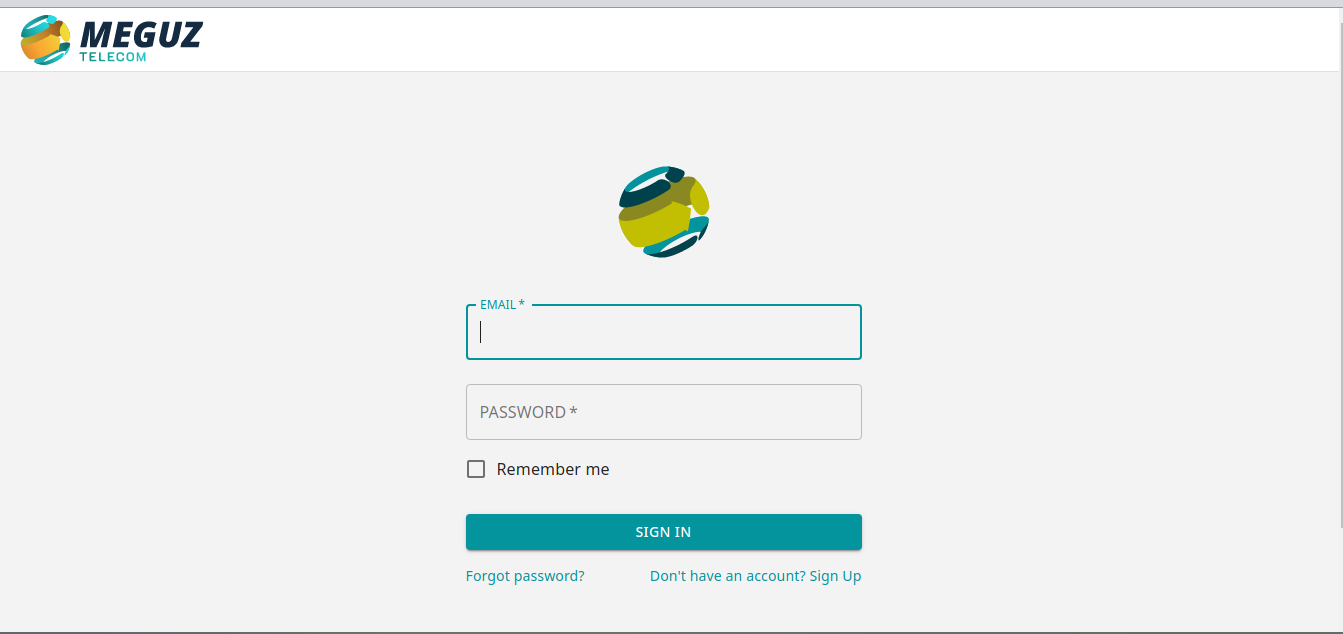 MEGUZ
TELECOM
EMAIL *
PASSWORD *
Remember me
SIGN IN
Forgot password? Don't have an account? Sign Up